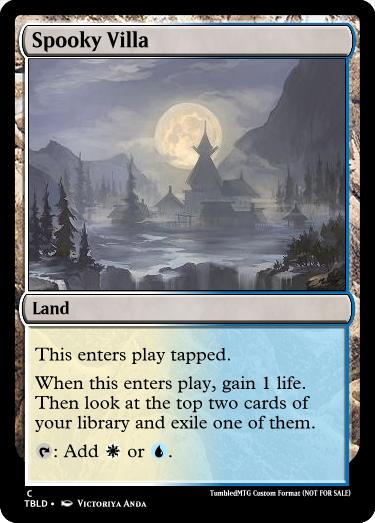 Spooky Villa
Land
This enters play tapped.
When this enters play, gain 1 life.
Then look at the top two cards of
your library and exile one of them.
: Add or .
C
TBLD • Victoriya Anda
TumbledMTG Custom Format (NOT FOR SALE)